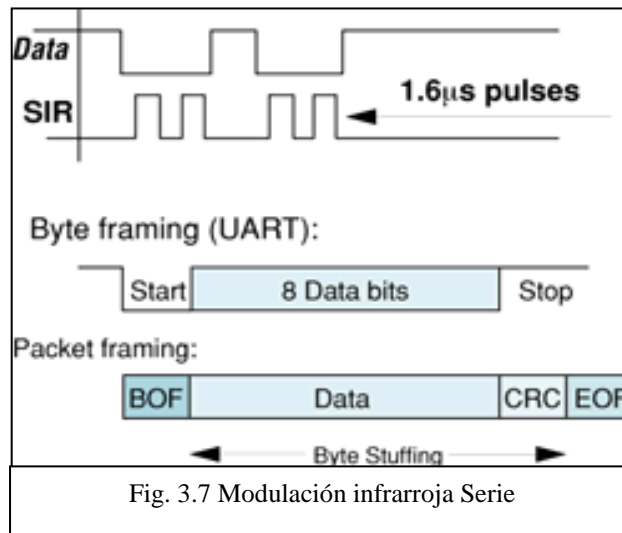 Data
SIR
1.6µs pulses
Byte framing (UART):
Start 8 Data bits Stop
Packet framing:
BOF Data CRC EOF
Byte Stuffing
Fig. 3.7 Modulación infrarroja Serie